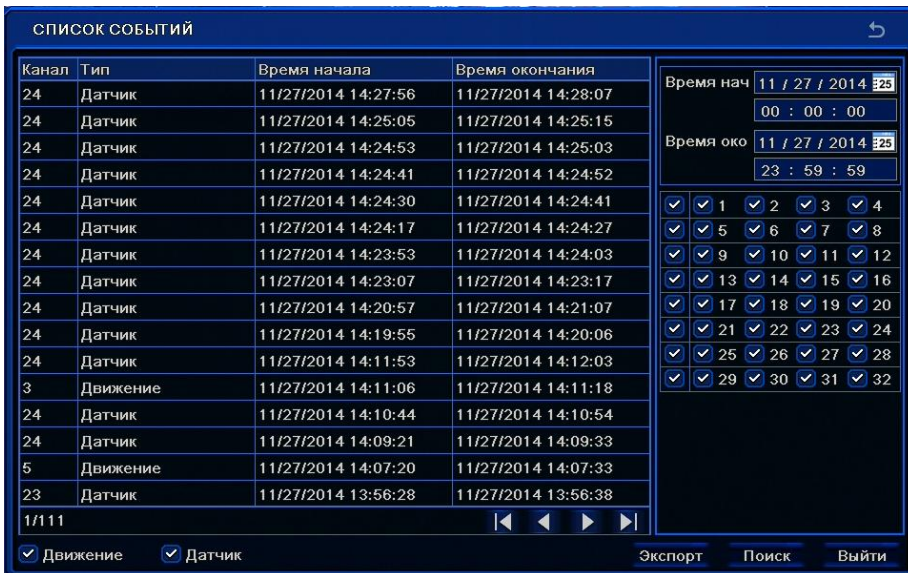 СПИСОК СОБЫТИЙ
Канал Тип Время начала Время окончания
24 Датчик 11/27/2014 14:27:56 11/27/2014 14:28:07
24 Датчик 11/27/2014 14:25:05 11/27/2014 14:25:15
24 Датчик 11/27/2014 14:24:53 11/27/2014 14:25:03
24 Датчик 11/27/2014 14:24:41 11/27/2014 14:24:52
24 Датчик 11/27/2014 14:24:30 11/27/2014 14:24:41
24 Датчик 11/27/2014 14:24:17 11/27/2014 14:24:27
24 Датчик 11/27/2014 14:23:53 11/27/2014 14:24:03
24 Датчик 11/27/2014 14:23:07 11/27/2014 14:23:17
24 Датчик 11/27/2014 14:20:57 11/27/2014 14:21:07
24 Датчик 11/27/2014 14:19:55 11/27/2014 14:20:06
24 Датчик 11/27/2014 14:11:53 11/27/2014 14:12:03
3 Движение 11/27/2014 14:11:06 11/27/2014 14:11:18
24 Датчик 11/27/2014 14:10:44 11/27/2014 14:10:54
24 Датчик 11/27/2014 14:09:21 11/27/2014 14:09:33
5 Движение 11/27/2014 14:07:20 11/27/2014 14:07:33
23 Датчик 11/27/2014 13:56:28 11/27/2014 13:56:38
1/111
Время нач 11 / 27 / 2014 25
00 : 00 : 00
Время око 11 / 27 / 2014 25
23 : 59 : 59
1 2 3 4
5 6 7 8
9 10 11 12
13 14 15 16
17 18 19 20
21 22 23 24
25 26 27 28
29 30 31 32
Движение Датчик Экспорт Поиск Выйти